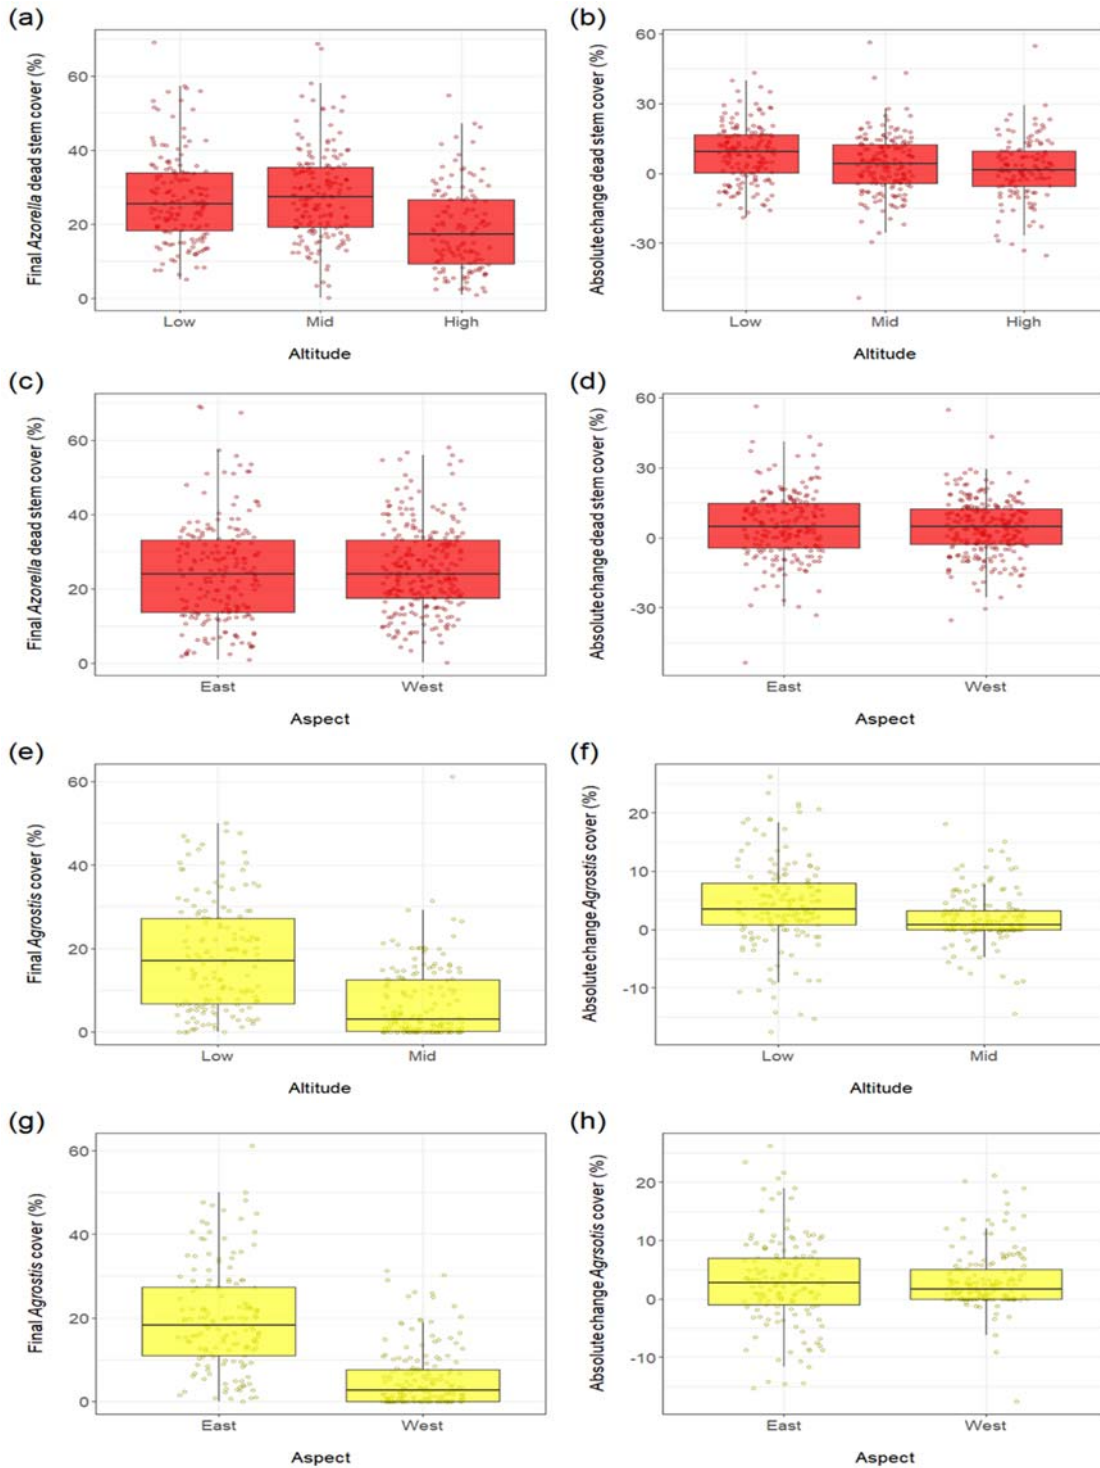 (a)
Final Azorella dead stem cover (%)
60
40
20
0
Low Mid High
Altitude
(b)
Absolute change dead stem cover (%)
60
30
0
-30
Low Mid High
Altitude
(c)
Final Azorella dead stem cover (%)
60
40
20
0
East West
Aspect
(d)
Absolute change dead stem cover (%)
60
30
0
-30
East West
Aspect
(e)
Final Agrostis cover (%)
60
40
20
0
Low Mid
Altitude
(f)
Absolute change Agrostis cover (%)
20
10
0
-10
Low Mid
Altitude
(g)
Final Agrostis cover (%)
60
40
20
0
East West
Aspect
(h)
Absolute change Agrsotis cover (%)
20
10
0
-10
East West
Aspect